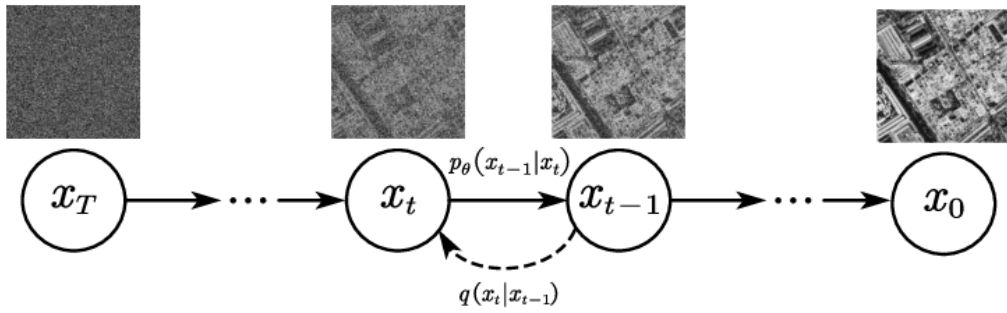 p_θ(x_{t−1}|x_t)
x_T ··· x_t x_{t−1} ··· x_0
q(x_t|x_{t−1})